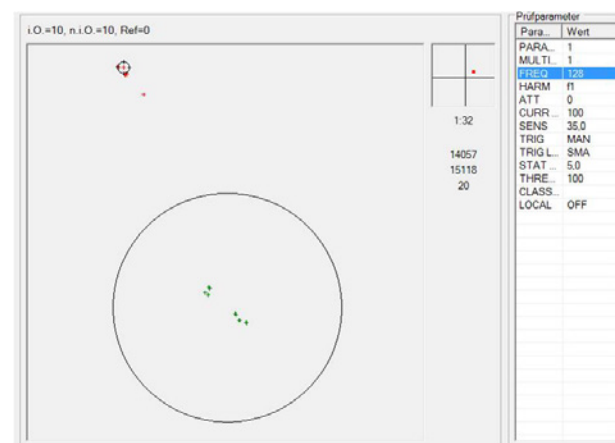 i.O.=10, n.i.O.=10, Ref=0
1:32
14057
15118
20
Prüfparameter
Para... Wert
PARA... 1
MULTI... 1
FREQ 128
HARM f1
ATT 0
CURR... 100
SENS 35,0
TRIG MAN
TRIG L... SMA
STAT... 5,0
THRE... 100
CLASS...
LOCAL OFF